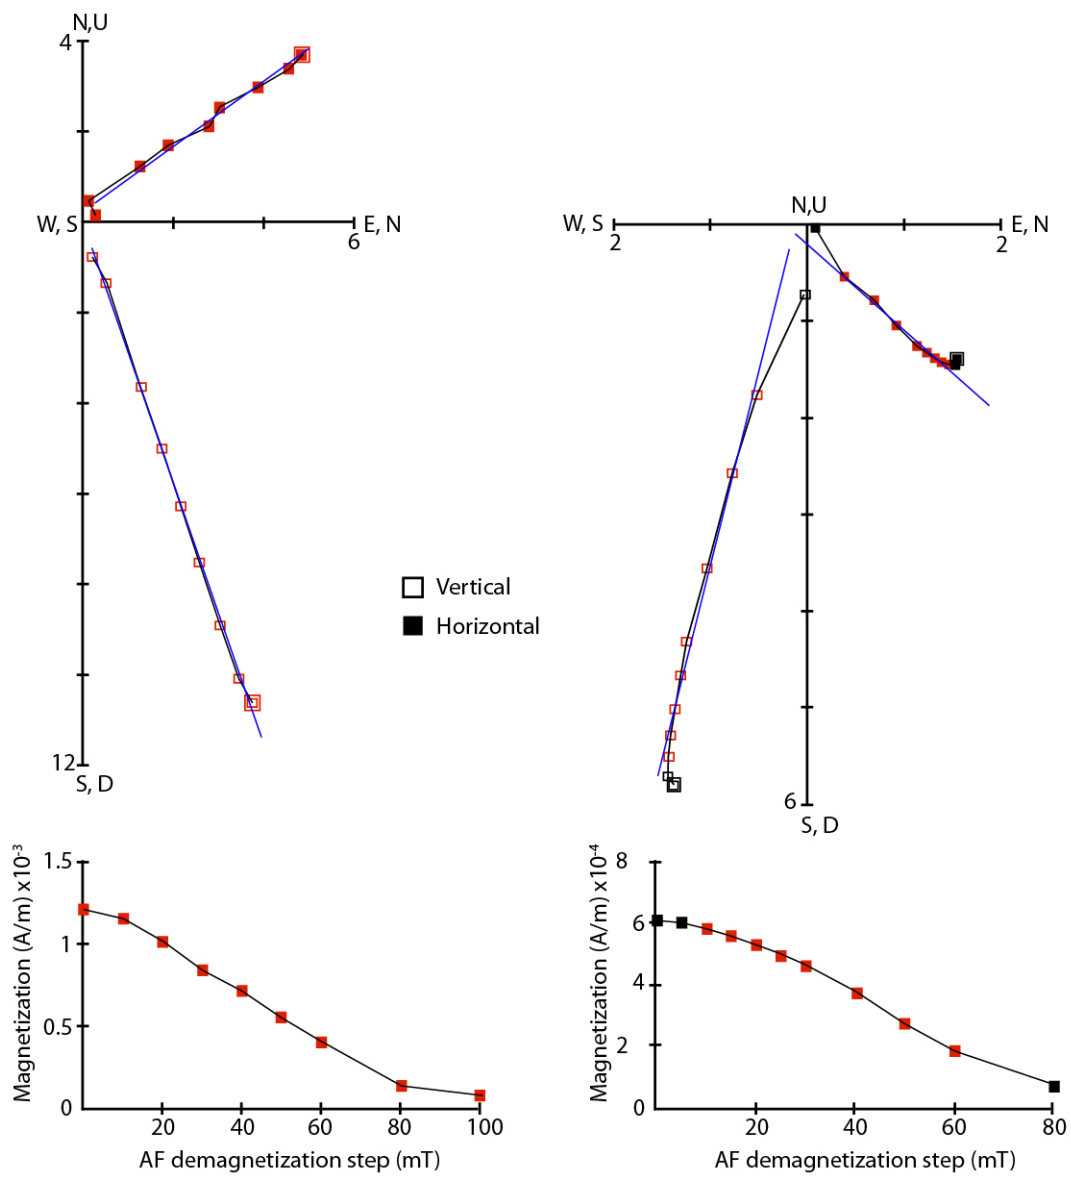 N,U
4
W, S
E, N
6
12
S, D
N,U
W, S
E, N
2
2
6
S, D
Vertical
Horizontal
Magnetization (A/m) x10⁻³
1.5
1
0.5
0
20 40 60 80 100
AF demagnetization step (mT)
Magnetization (A/m) x10⁻⁴
8
6
4
2
0
20 40 60 80
AF demagnetization step (mT)